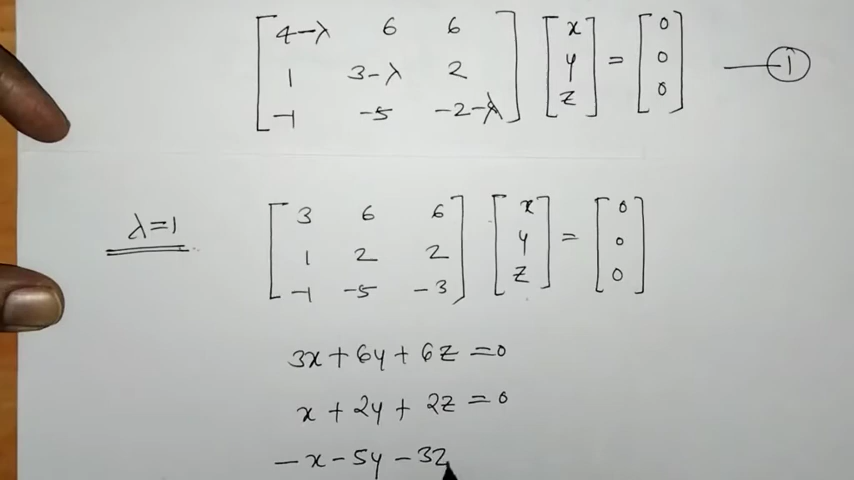 [4-λ 6 6] [x] = [0] — ①
[1 3-λ 2] [y] [0]
[-1 -5 -2-λ] [z] [0]
λ=1 [3 6 6] [x] = [0]
[1 2 2] [y] [0]
[-1 -5 -3] [z] [0]
3x+6y+6z=0
x+2y+2z=0
-x-5y-3z